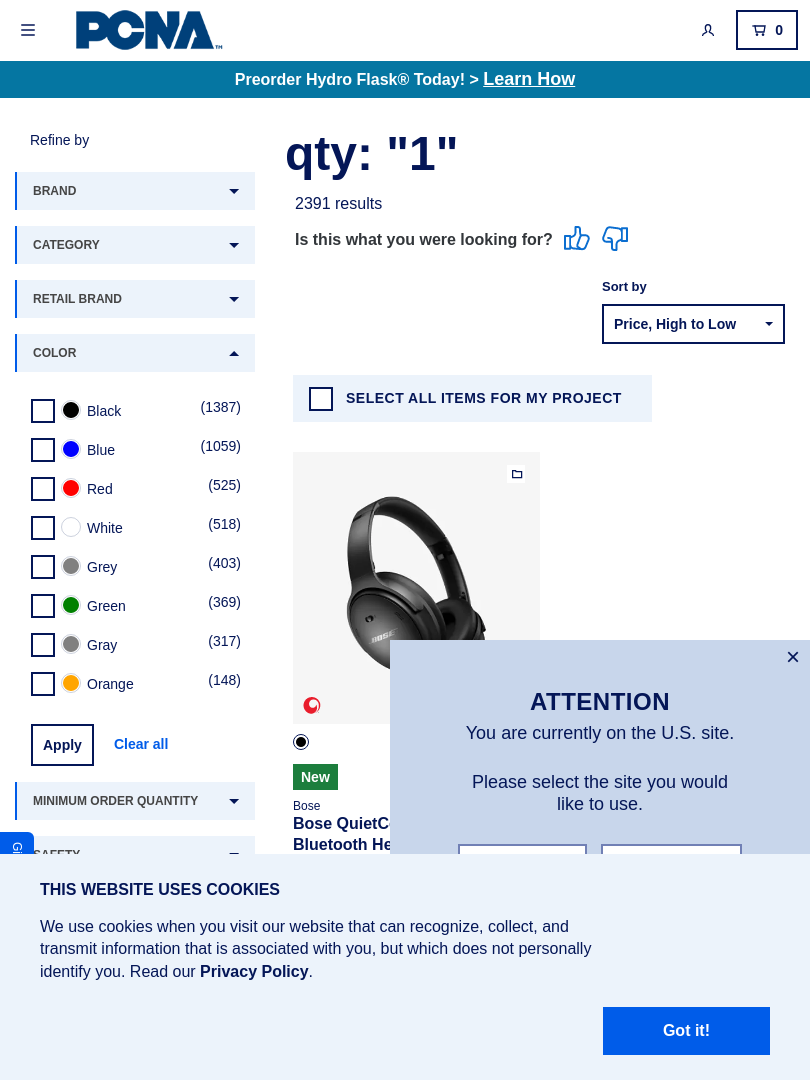 PCNA™
0
Preorder Hydro Flask® Today! > Learn How
Refine by
BRAND
CATEGORY
RETAIL BRAND
COLOR
Black (1387)
Blue (1059)
Red (525)
White (518)
Grey (403)
Green (369)
Gray (317)
Orange (148)
Apply Clear all
MINIMUM ORDER QUANTITY
SAFETY
qty: "1"
2391 results
Is this what you were looking for?
Sort by
Price, High to Low
SELECT ALL ITEMS FOR MY PROJECT
BOSE
New
Bose
Bose
Bluetooth
×
ATTENTION
You are currently on the U.S. site.
Please select the site you would
like to use.
THIS WEBSITE USES COOKIES
We use cookies when you visit our website that can recognize, collect, and
transmit information that is associated with you, but which does not personally
identify you. Read our Privacy Policy.
Got it!